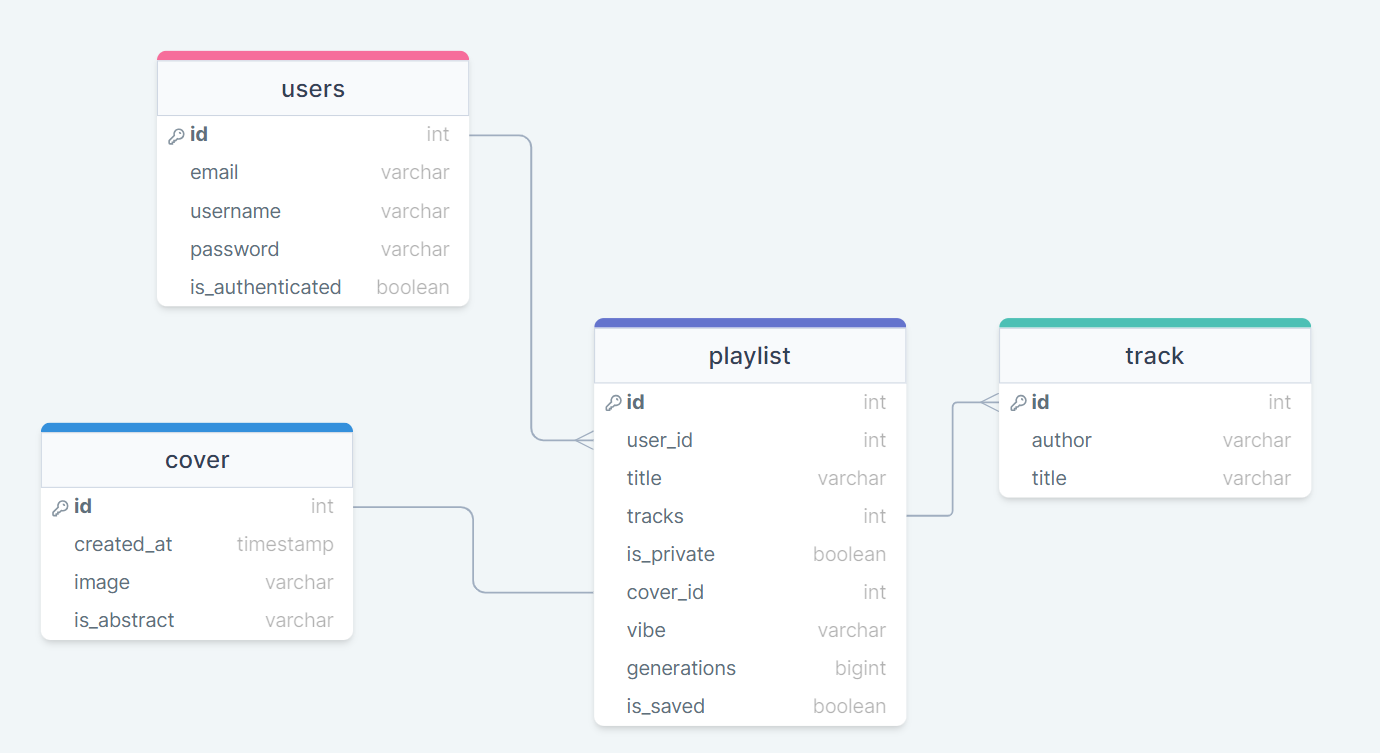 users
id int
email varchar
username varchar
password varchar
is_authenticated boolean
cover
id int
created_at timestamp
image varchar
is_abstract varchar
playlist
id int
user_id int
title varchar
tracks int
is_private boolean
cover_id int
vibe varchar
generations bigint
is_saved boolean
track
id int
author varchar
title varchar